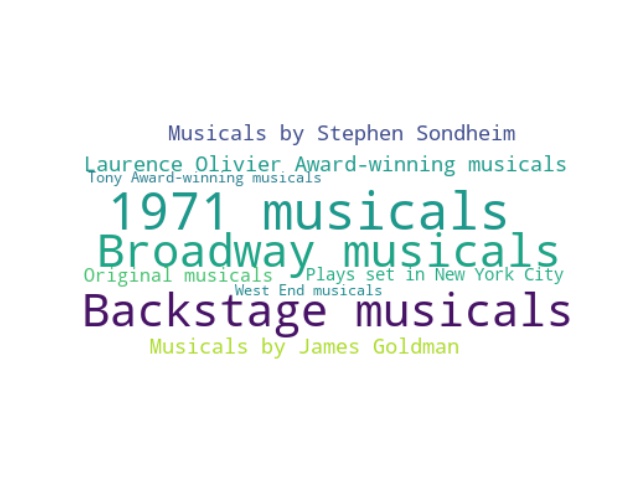 Musicals by Stephen Sondheim
Laurence Olivier Award-winning musicals
Tony Award-winning musicals
1971 musicals
Broadway musicals
Original musicals
Plays set in New York City
West End musicals
Backstage musicals
Musicals by James Goldman